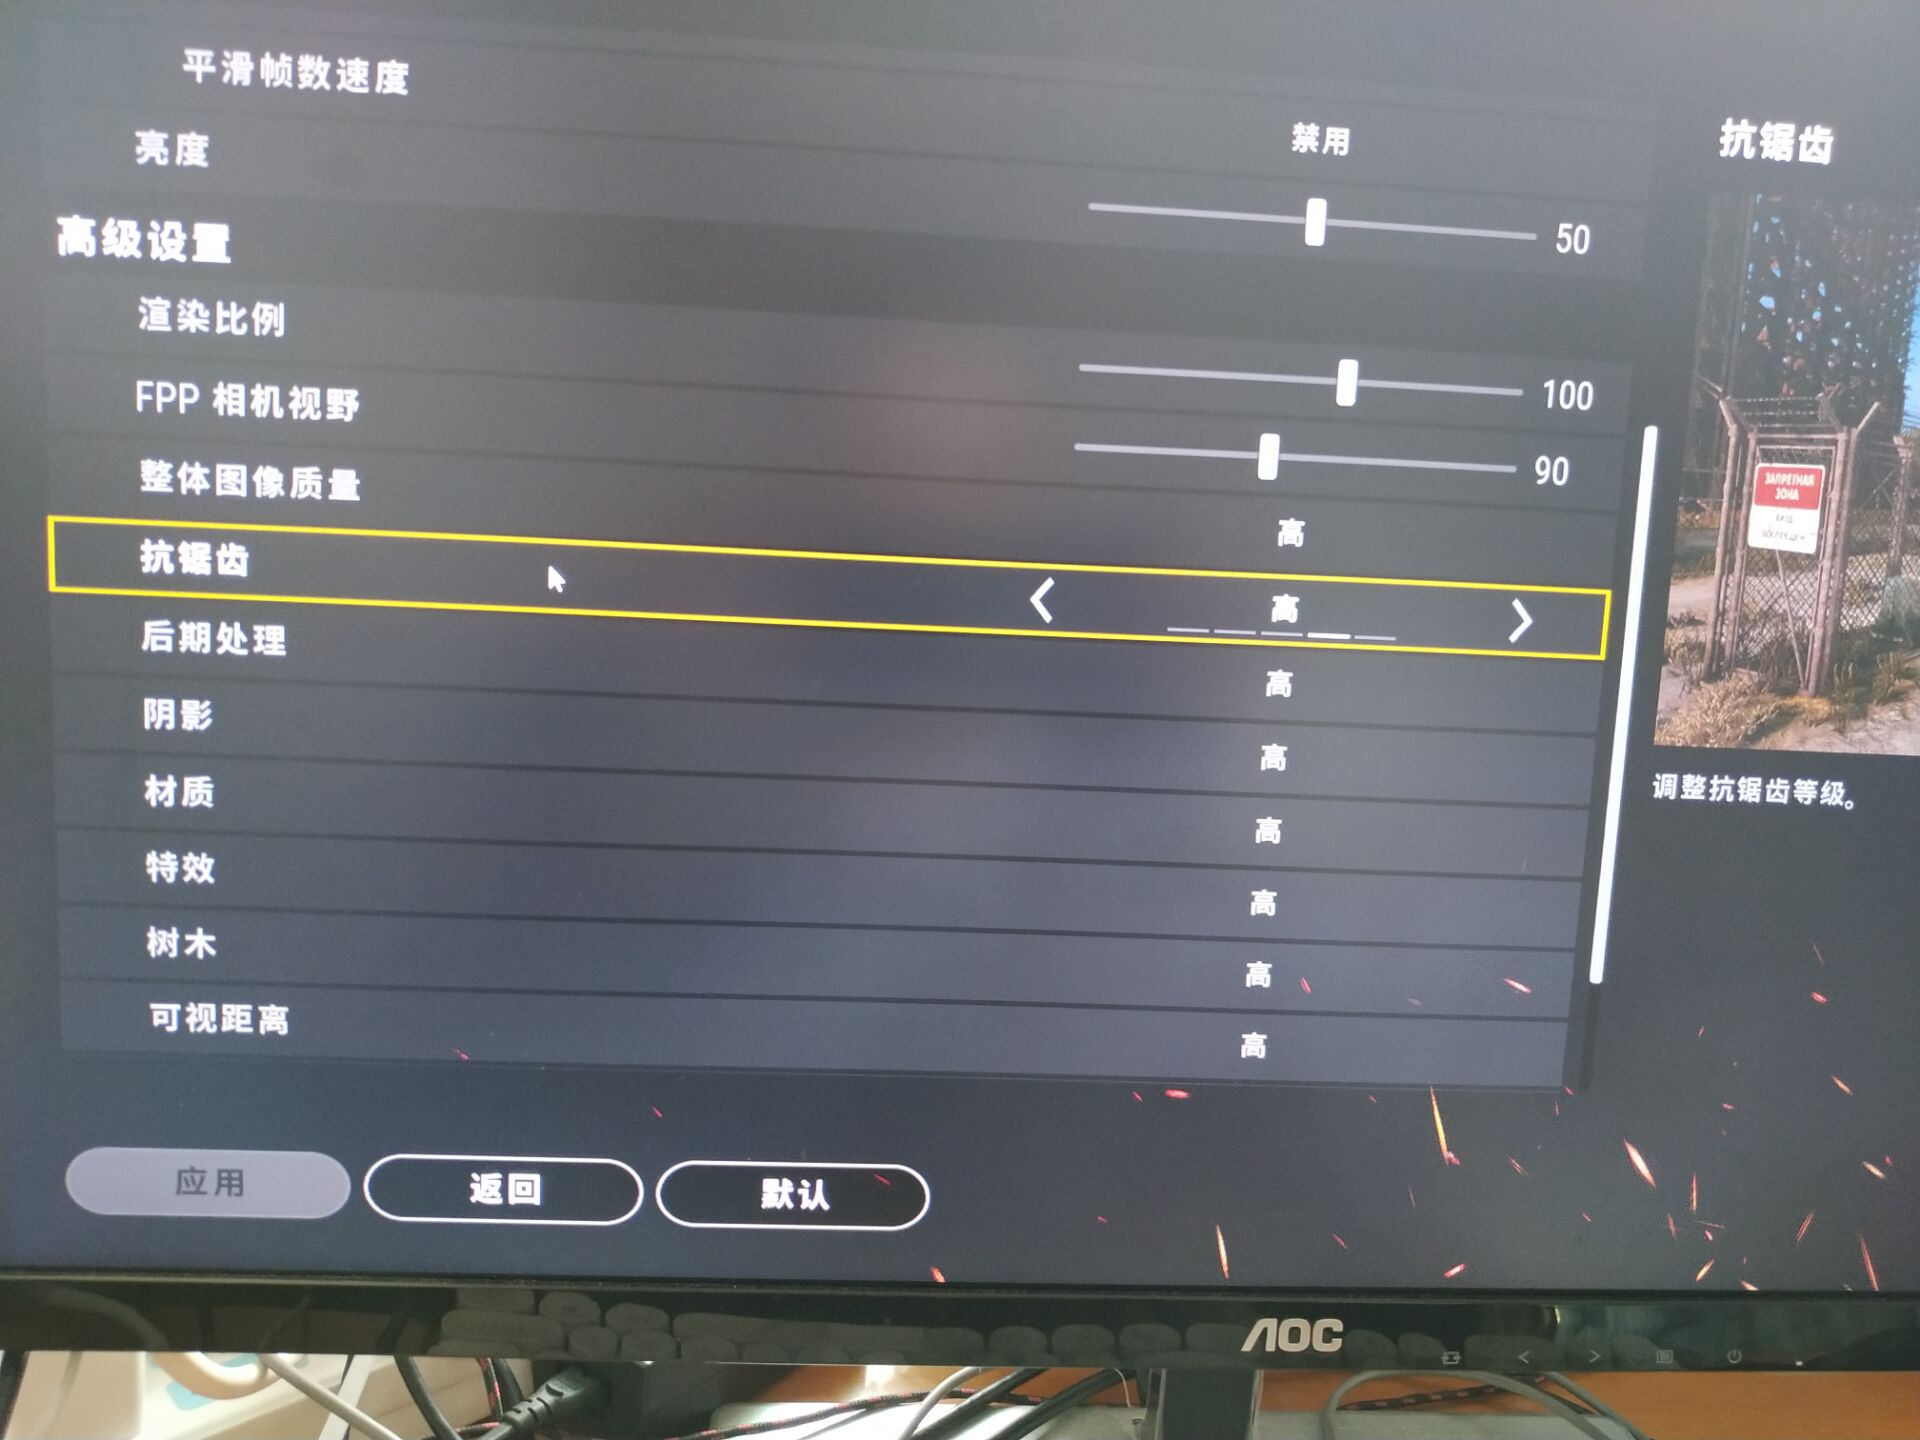 平滑帧数速度
禁用
亮度
50
高级设置
渲染比例
100
FPP 相机视野
90
整体图像质量
高
抗锯齿
高
后期处理
高
阴影
高
材质
高
特效
高
树木
高
可视距离
高
应用
返回
默认
抗锯齿
ЗАПРЕТНАЯ
ЗОНА
调整抗锯齿等级。
AOC